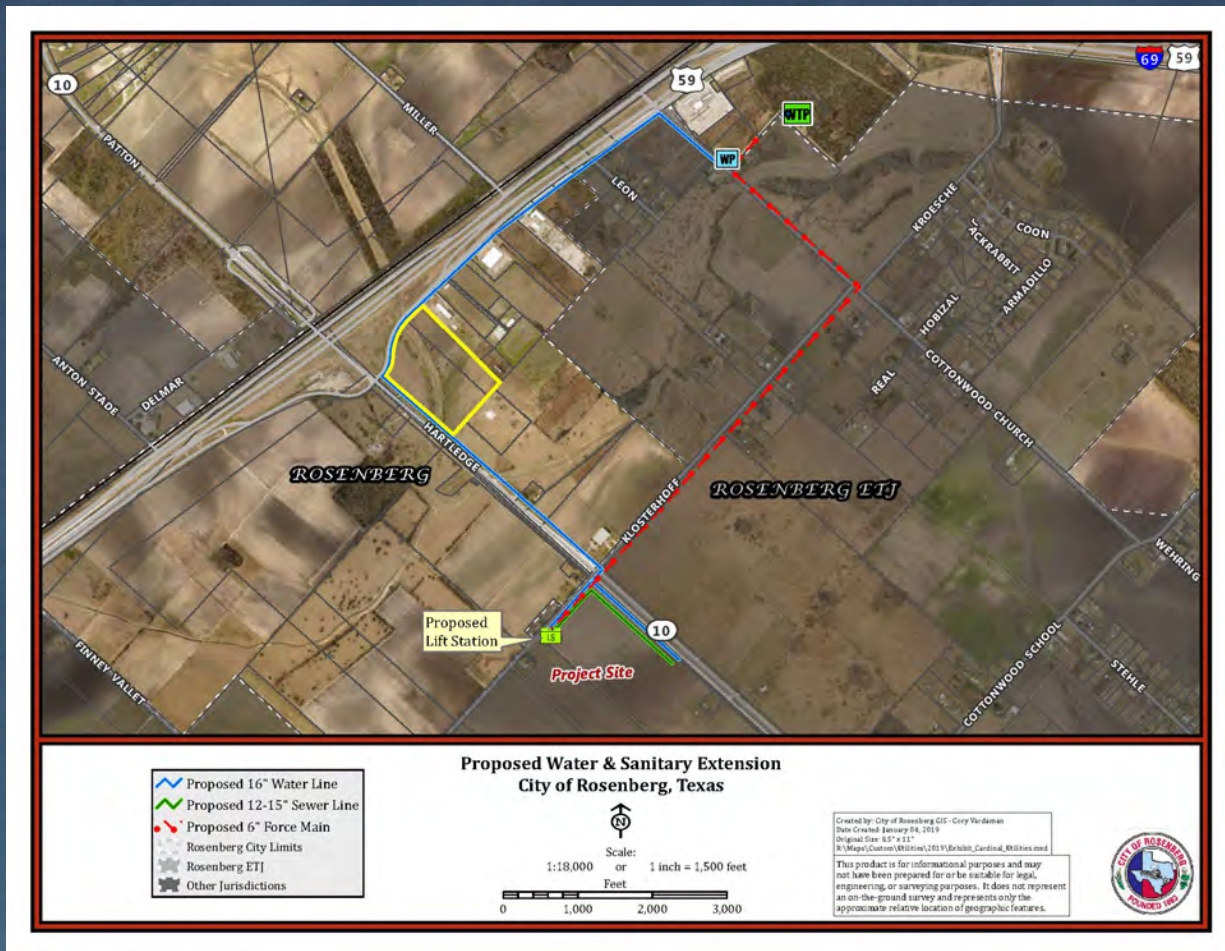 69
59
10
59
MILLER
PATTON
WTP
WP
LEON
KROESCHE
COON
JACKRABBIT
ARMADILLO
HOBIZAL
ANTON STADE
DELMAR
REAL
COTTONWOOD CHURCH
HARTLEDGE
ROSENBERG
ROSENBERG ETJ
KLOSTERHOFF
WEHRING
Proposed
Lift Station
LS
10
COTTONWOOD SCHOOL
STEHLE
FINNEY VALLET
Project Site
Proposed Water & Sanitary Extension
City of Rosenberg, Texas
N
Scale:
1:18,000 or 1 inch = 1,500 feet
Feet
0 1,000 2,000 3,000
Proposed 16" Water Line
Proposed 12-15" Sewer Line
Proposed 6" Force Main
Rosenberg City Limits
Rosenberg ETJ
Other Jurisdictions
Created by: City of Rosenberg GIS - Cory Vardaman
Date Created: January 04, 2019
Original Size: 8.5" x 11"
R:\Maps\Custom\Utilities\2019\Exhibit_Cardinal_Utilities.mxd
This product is for informational purposes and may
not have been prepared for or be suitable for legal,
engineering, or surveying purposes. It does not represent
an on-the-ground survey and represents only the
approximate relative location of geographic features.
CITY OF ROSENBERG
FOUNDED 1883